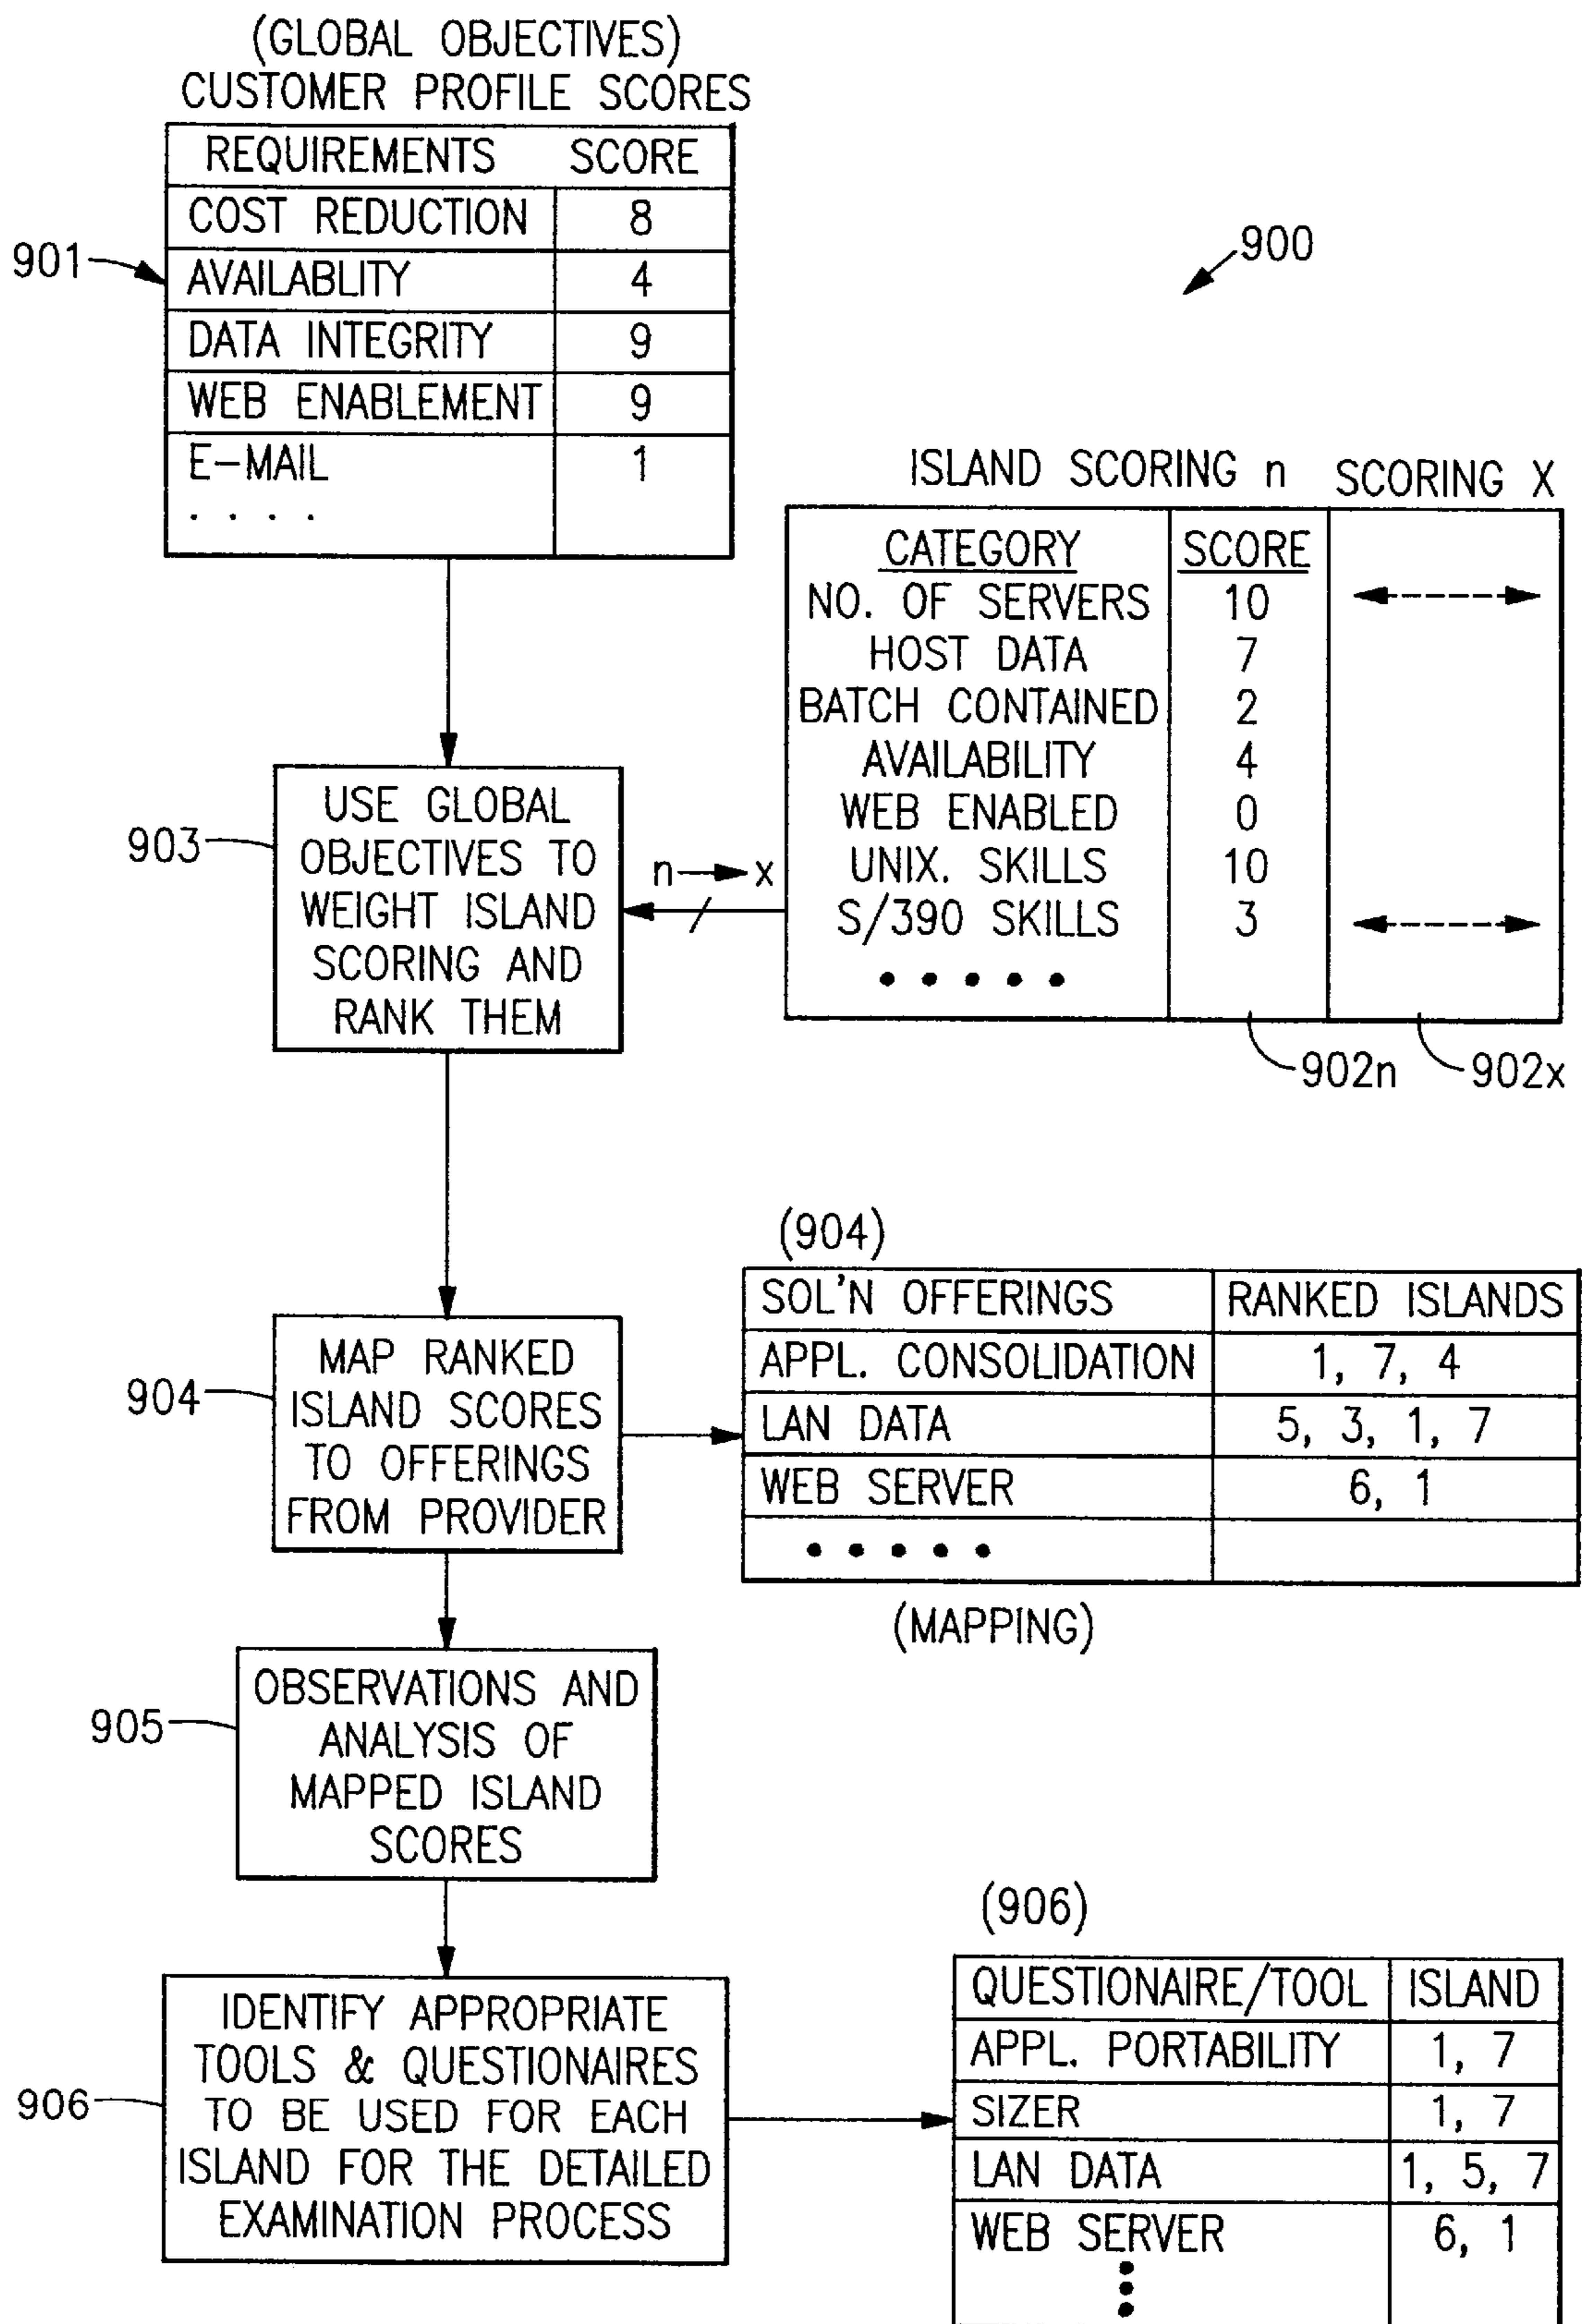 (GLOBAL OBJECTIVES)
CUSTOMER PROFILE SCORES
REQUIREMENTS SCORE
COST REDUCTION 8
AVAILABLITY 4
DATA INTEGRITY 9
WEB ENABLEMENT 9
E-MAIL 1
. . . .
901
900
ISLAND SCORING n SCORING X
CATEGORY SCORE
NO. OF SERVERS 10
HOST DATA 7
BATCH CONTAINED 2
AVAILABILITY 4
WEB ENABLED 0
UNIX. SKILLS 10
S/390 SKILLS 3
• • • • •
902n 902x
903
USE GLOBAL
OBJECTIVES TO
WEIGHT ISLAND
SCORING AND
RANK THEM
n x
904
MAP RANKED
ISLAND SCORES
TO OFFERINGS
FROM PROVIDER
(904)
SOL'N OFFERINGS RANKED ISLANDS
APPL. CONSOLIDATION 1, 7, 4
LAN DATA 5, 3, 1, 7
WEB SERVER 6, 1
• • • • •
(MAPPING)
905
OBSERVATIONS AND
ANALYSIS OF
MAPPED ISLAND
SCORES
906
IDENTIFY APPROPRIATE
TOOLS & QUESTIONAIRES
TO BE USED FOR EACH
ISLAND FOR THE DETAILED
EXAMINATION PROCESS
(906)
QUESTIONAIRE/TOOL ISLAND
APPL. PORTABILITY 1, 7
SIZER 1, 7
LAN DATA 1, 5, 7
WEB SERVER 6, 1